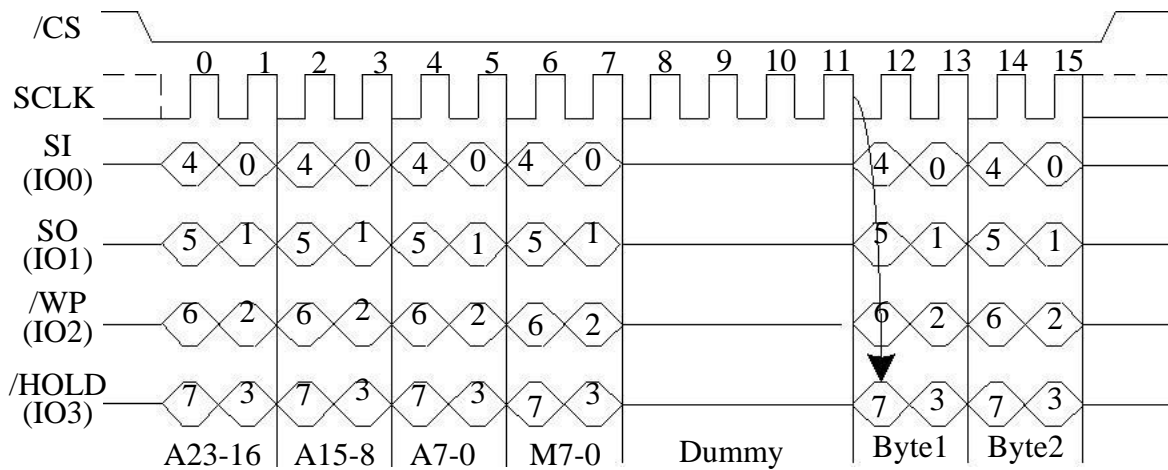 /CS
0 1 2 3 4 5 6 7 8 9 10 11 12 13 14 15
SCLK
SI
(IO0)
4 0 4 0 4 0 4 0 4 0 4 0
SO
(IO1)
5 1 5 1 5 1 5 1 5 1 5 1
/WP
(IO2)
6 2 6 2 6 2 6 2 6 2 6 2
/HOLD
(IO3)
7 3 7 3 7 3 7 3 7 3 7 3
A23-16 A15-8 A7-0 M7-0 Dummy Byte1 Byte2